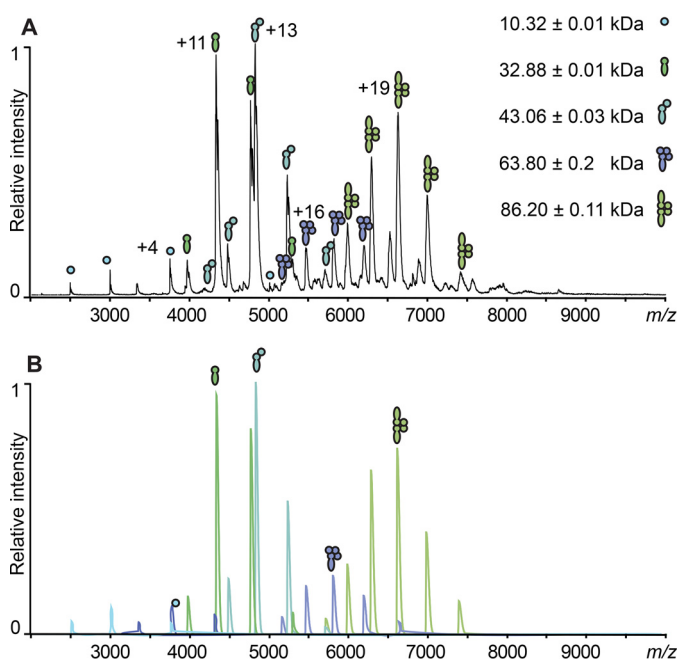 A
Relative intensity
1
0
+4
+11
+13
+16
+19
10.32 ± 0.01 kDa
32.88 ± 0.01 kDa
43.06 ± 0.03 kDa
63.80 ± 0.2 kDa
86.20 ± 0.11 kDa
3000 4000 5000 6000 7000 8000 9000 m/z
B
Relative intensity
1
0
3000 4000 5000 6000 7000 8000 9000 m/z